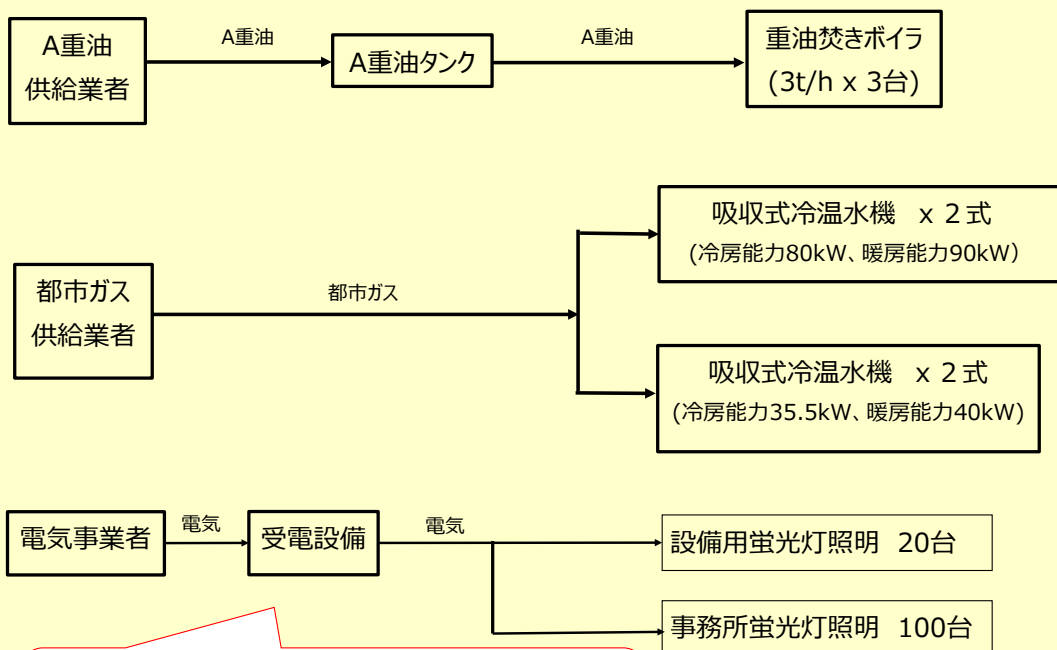 A重油
供給業者
A重油
A重油タンク
A重油
重油焚きボイラ
(3t/h x 3台)
都市ガス
供給業者
都市ガス
吸収式冷温水機 x 2式
(冷房能力80kW、暖房能力90kW)
吸収式冷温水機 x 2式
(冷房能力35.5kW、暖房能力40kW)
電気事業者
電気
受電設備
電気
設備用蛍光灯照明 20台
事務所蛍光灯照明 100台